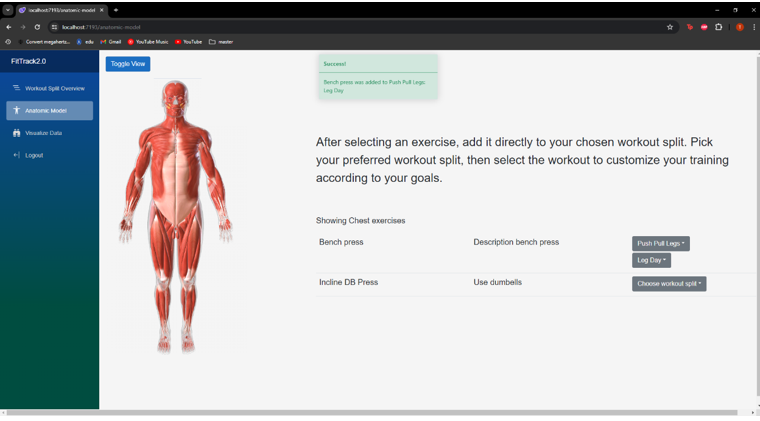 localhost:7193/anatomic-model
localhost:7193/anatomic-model
Convert megahertz...
edu
Gmail
YouTube Music
YouTube
master
FitTrack2.0
Workout Split Overview
Anatomic Model
Visualize Data
Logout
Toggle View
Success!
Bench press was added to Push Pull Legs
Leg Day
After selecting an exercise, add it directly to your chosen workout split. Pick
your preferred workout split, then select the workout to customize your training
according to your goals.
Showing Chest exercises
Bench press
Description bench press
Push Pull Legs
Leg Day
Incline DB Press
Use dumbells
Choose workout split